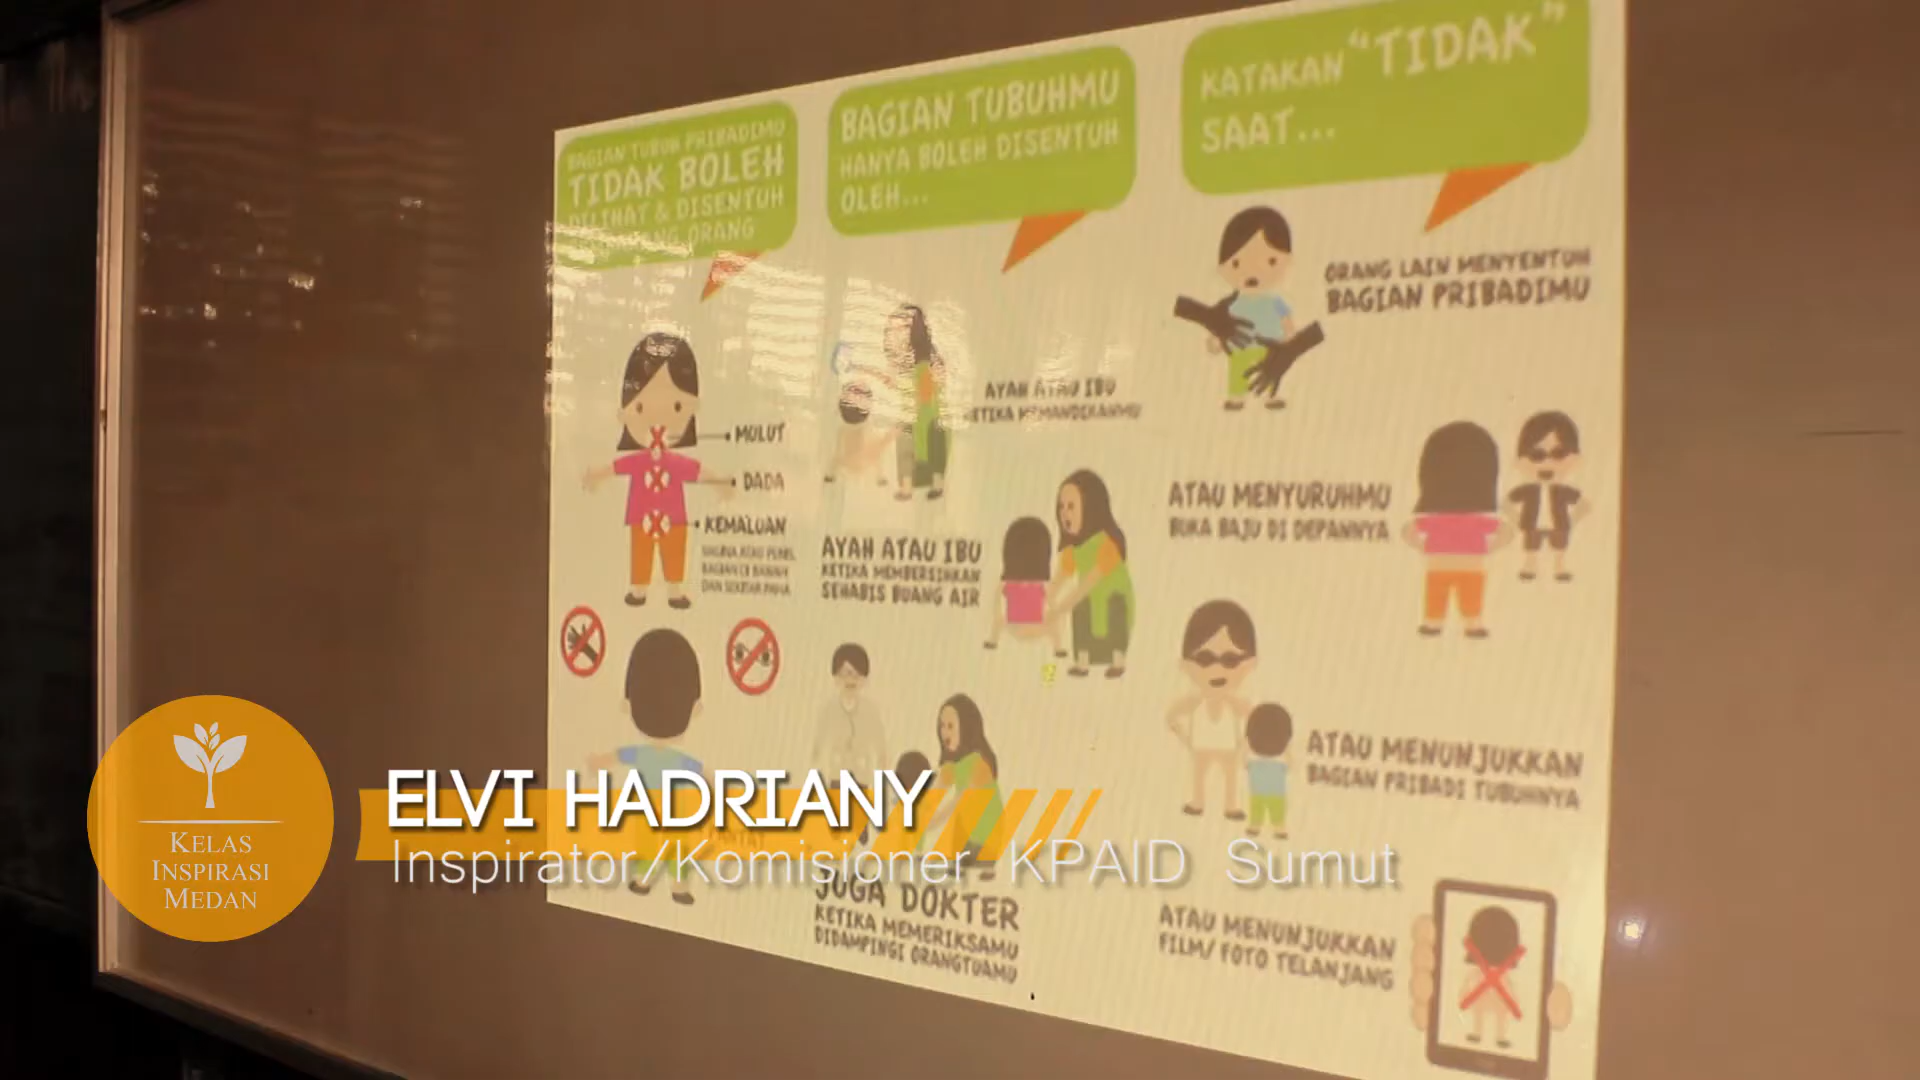 BAGIAN TUBUH PRIBADIMU
TIDAK BOLEH
DILIHAT & DISENTUH
ORANG
MULUT
DADA
KEMALUAN
BAGIAN TUBUHMU
HANYA BOLEH DISENTUH
OLEH...
AYAH ATAU IBU
KETIKA MEMANDIKANMU
AYAH ATAU IBU
KETIKA MEMBERSIHKAN
SEHABIS BUANG AIR
JUGA DOKTER
KETIKA MEMERIKSAMU
DIDAMPINGI ORANGTUAMU
KATAKAN "TIDAK"
SAAT...
ORANG LAIN MENYENTUH
BAGIAN PRIBADIMU
ATAU MENYURUHMU
BUKA BAJU DI DEPANNYA
ATAU MENUNJUKKAN
BAGIAN PRIBADI TUBUHNYA
ATAU MENUNJUKKAN
FILM/ FOTO TELANJANG
KELAS
INSPIRASI
MEDAN
ELVI HADRIANY
Inspirator/Komisioner KPAID Sumut